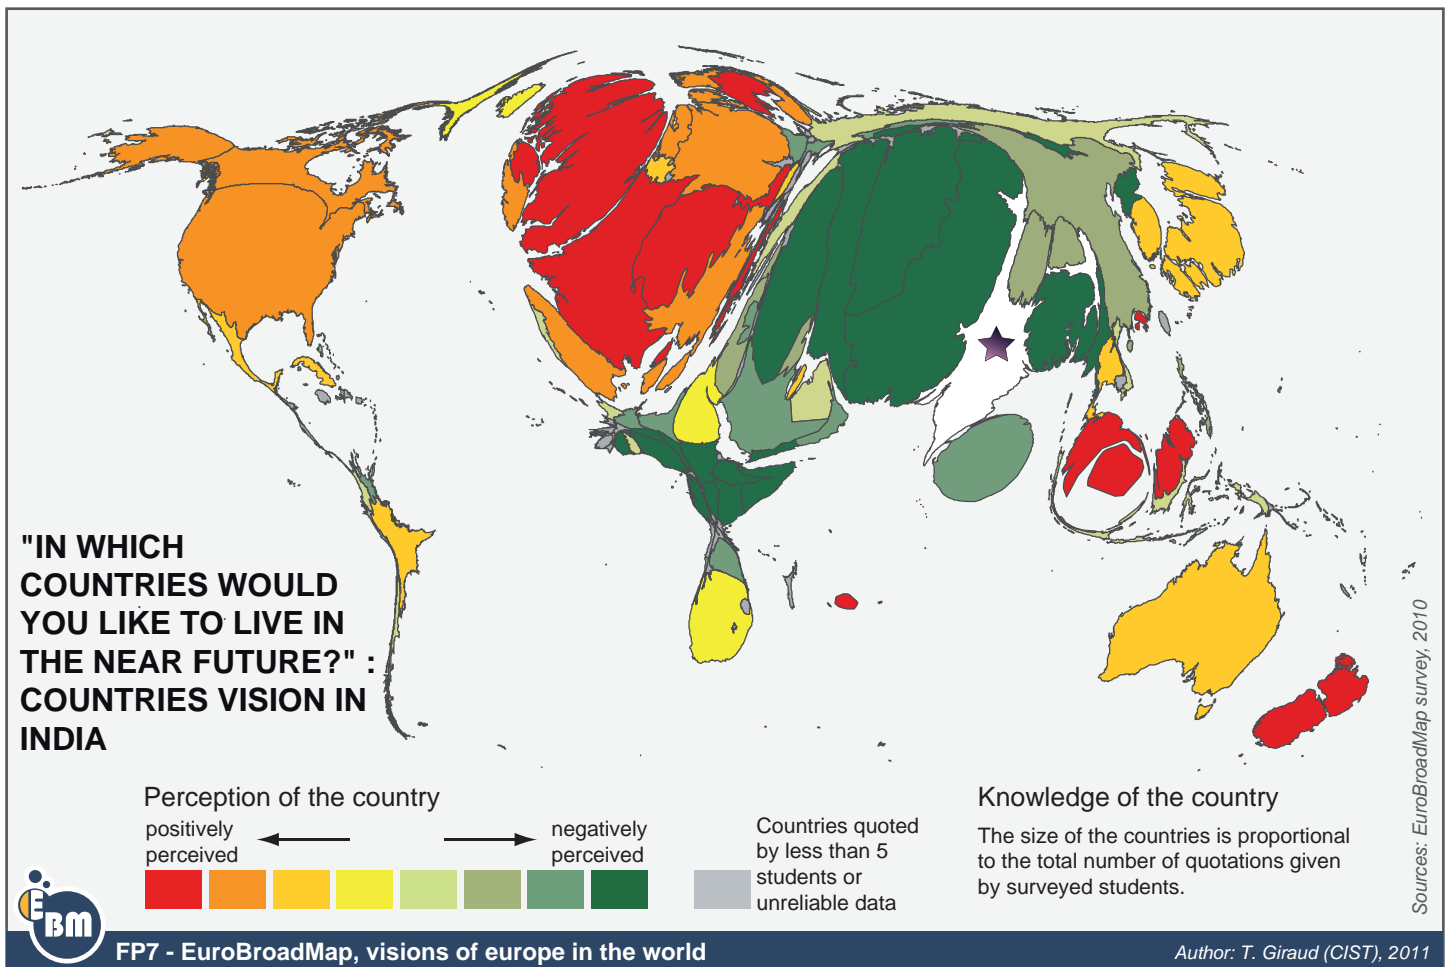 "IN WHICH
COUNTRIES WOULD
YOU LIKE TO LIVE IN
THE NEAR FUTURE?" :
COUNTRIES VISION IN
INDIA
Perception of the country
positively
perceived
negatively
perceived
Countries quoted
by less than 5
students or
unreliable data
Knowledge of the country
The size of the countries is proportional
to the total number of quotations given
by surveyed students.
Sources: EuroBroadMap survey, 2010
EBM
FP7 - EuroBroadMap, visions of europe in the world
Author: T. Giraud (CIST), 2011